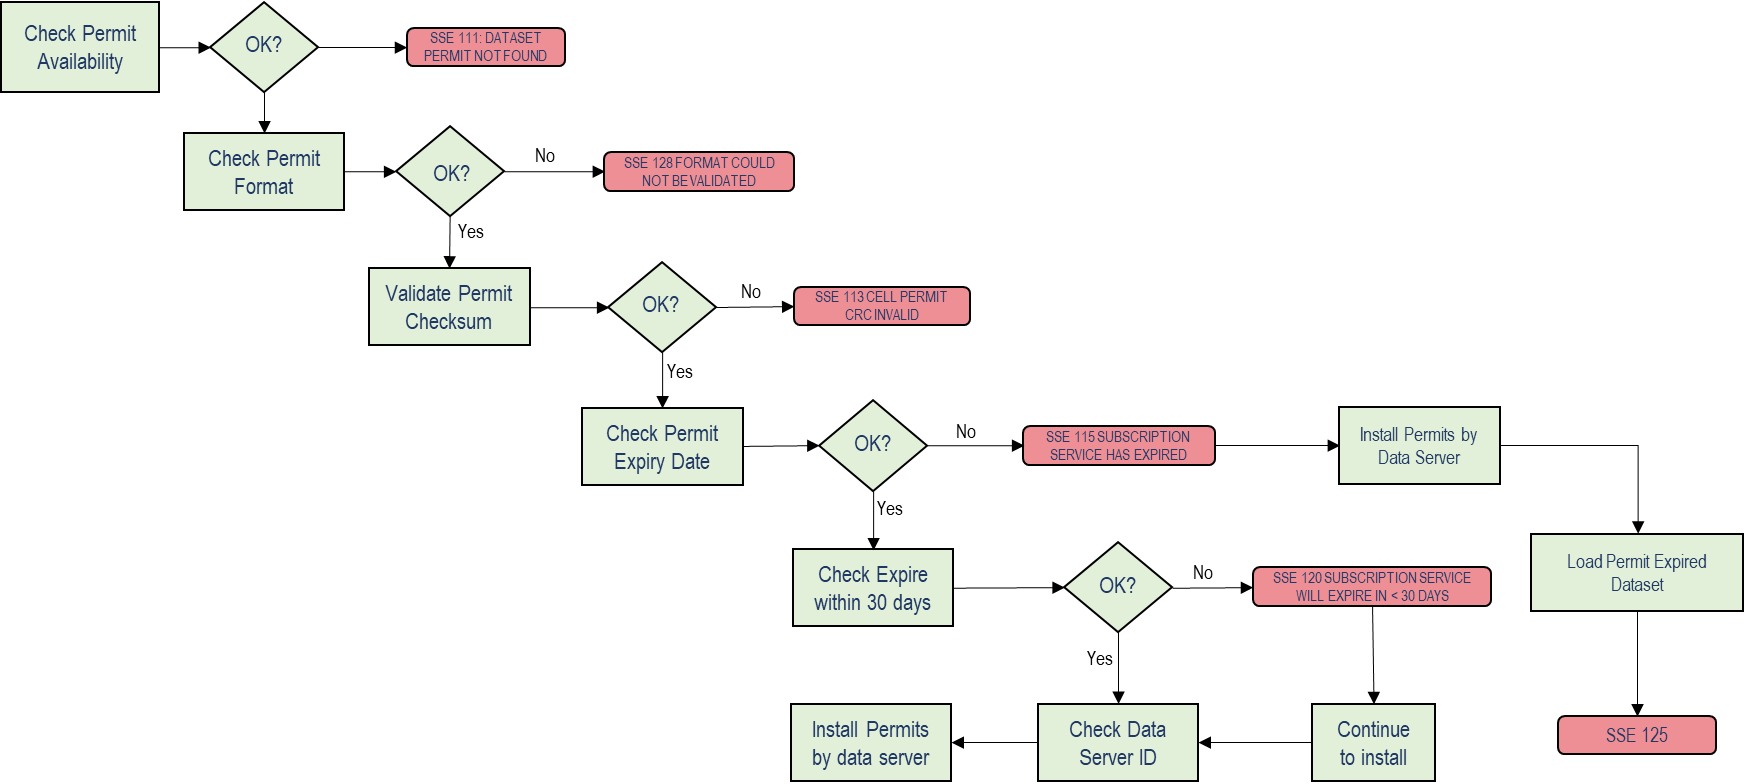 Check Permit
Availability
OK?
SSE 111: DATASET
PERMIT NOT FOUND
Check Permit
Format
OK?
No
SSE 128 FORMAT COULD
NOT BE VALIDATED
Yes
Validate Permit
Checksum
OK?
No
SSE 113 CELL PERMIT
CRC INVALID
Yes
Check Permit
Expiry Date
OK?
No
SSE 115 SUBSCRIPTION
SERVICE HAS EXPIRED
Install Permits by
Data Server
Yes
Check Expire
within 30 days
OK?
No
SSE 120 SUBSCRIPTION SERVICE
WILL EXPIRE IN < 30 DAYS
Load Permit Expired
Dataset
Yes
Install Permits
by data server
Check Data
Server ID
Continue
to install
SSE 125